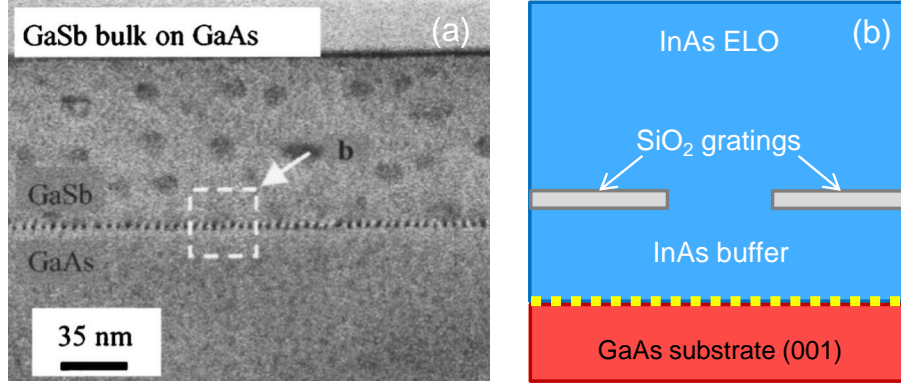 GaSb bulk on GaAs
(a)
b
GaSb
GaAs
35 nm
InAs ELO
(b)
SiO₂ gratings
InAs buffer
GaAs substrate (001)